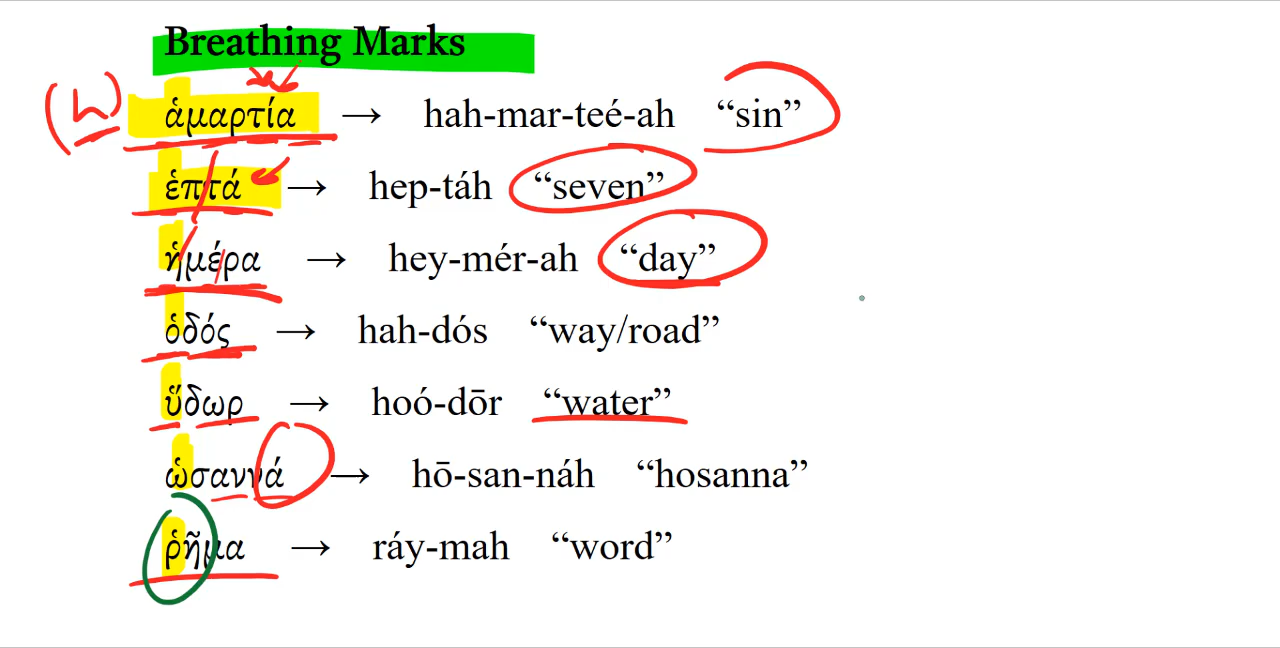 Breathing Marks
(h) ἁμαρτία → hah-mar-teé-ah “sin”
ἑπτά → hep-táh “seven”
ἡμέρα → hey-mér-ah “day”
ὁδός → hah-dós “way/road”
ὕδωρ → hoó-dōr “water”
ὡσαννά → hō-san-náh “hosanna”
ῥῆμα → ráy-mah “word”